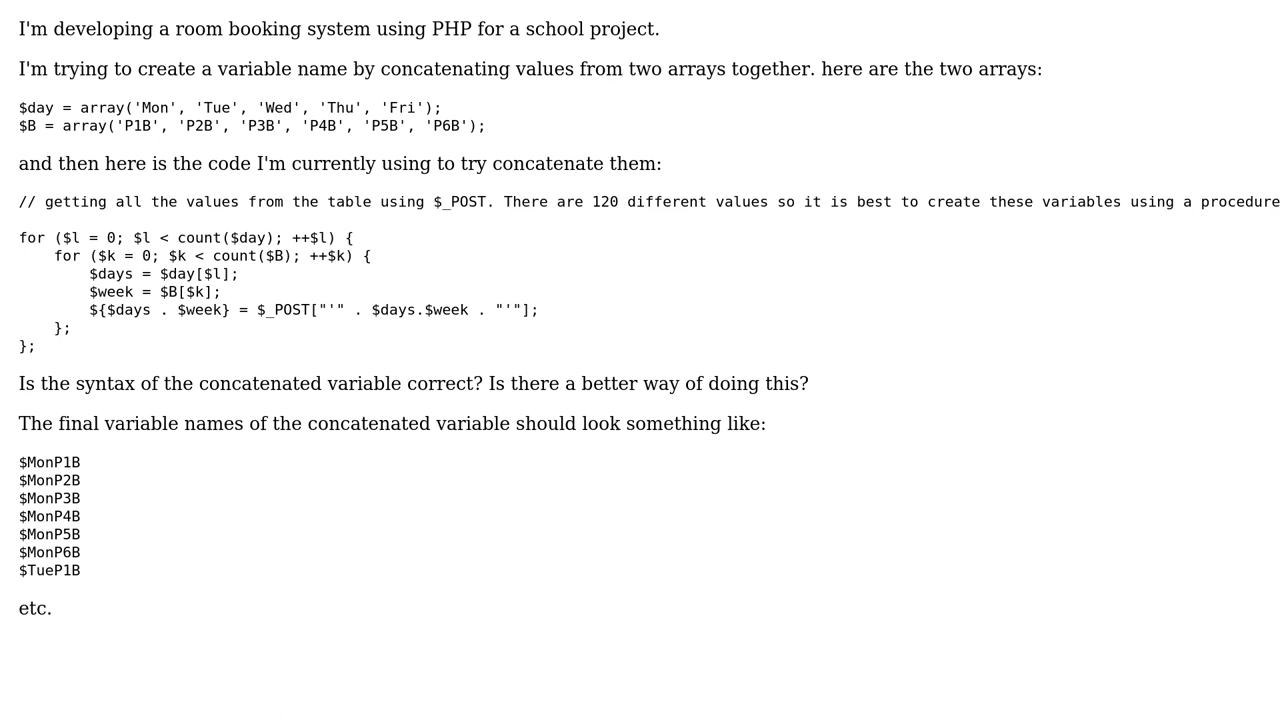 I'm developing a room booking system using PHP for a school project.
I'm trying to create a variable name by concatenating values from two arrays together. here are the two arrays:
$day = array('Mon', 'Tue', 'Wed', 'Thu', 'Fri');
$B = array('P1B', 'P2B', 'P3B', 'P4B', 'P5B', 'P6B');
and then here is the code I'm currently using to try concatenate them:
// getting all the values from the table using $_POST. There are 120 different values so it is best to create these variables using a procedure
for ($l = 0; $l < count($day); ++$l) {
    for ($k = 0; $k < count($B); ++$k) {
        $days = $day[$l];
        $week = $B[$k];
        ${$days . $week} = $_POST["'" . $days.$week . "'"];
    };
};
Is the syntax of the concatenated variable correct? Is there a better way of doing this?
The final variable names of the concatenated variable should look something like:
$MonP1B
$MonP2B
$MonP3B
$MonP4B
$MonP5B
$MonP6B
$TueP1B
etc.